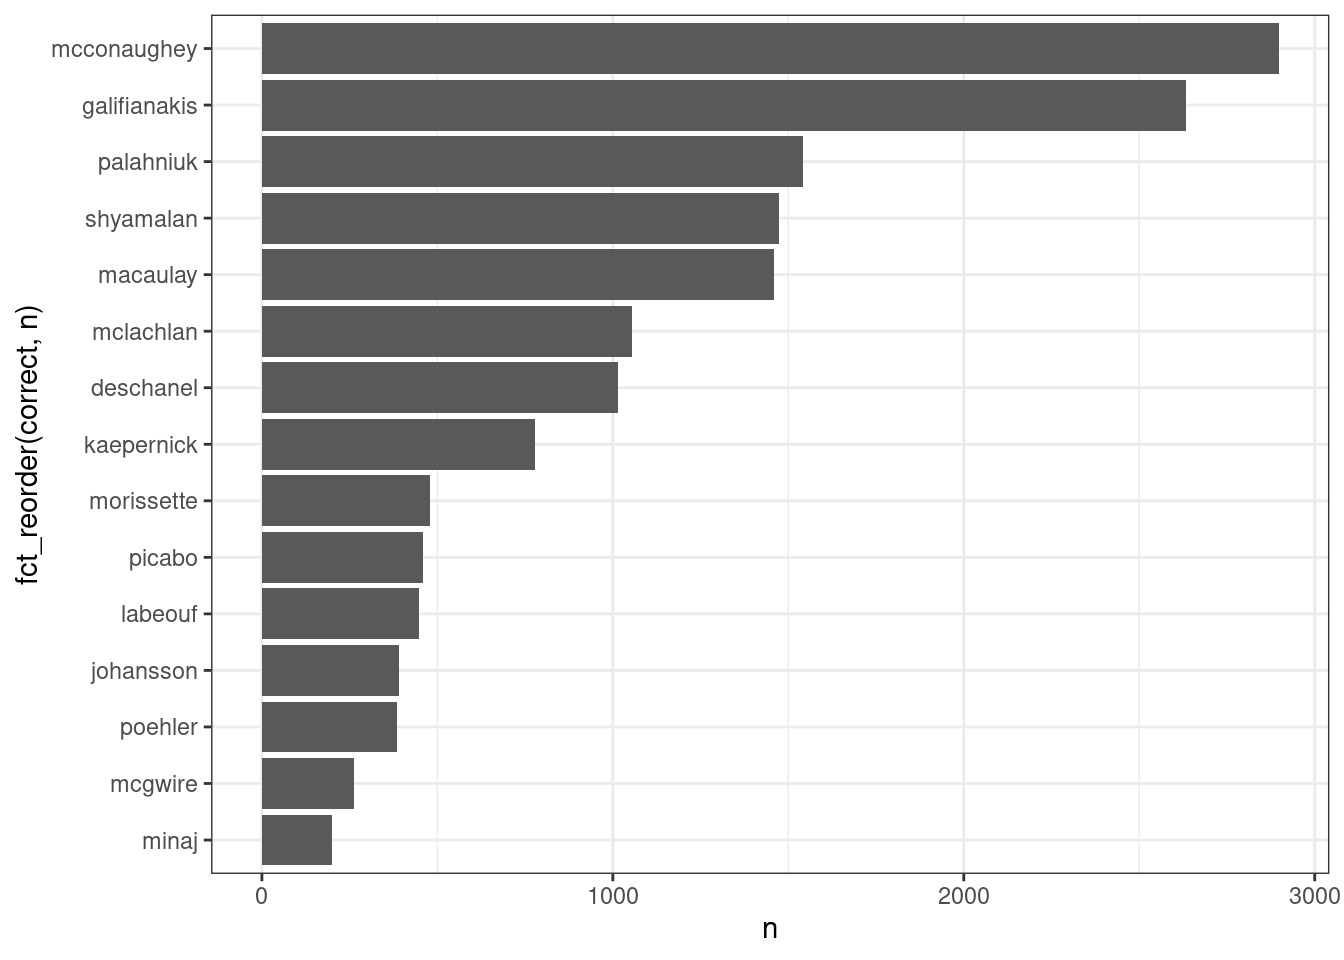 mcconaughey
galifianakis
palahniuk
shyamalan
macaulay
mclachlan
deschanel
kaepernick
morissette
picabo
labeouf
johansson
poehler
mcgwire
minaj
fct_reorder(correct, n)
0 1000 2000 3000
n